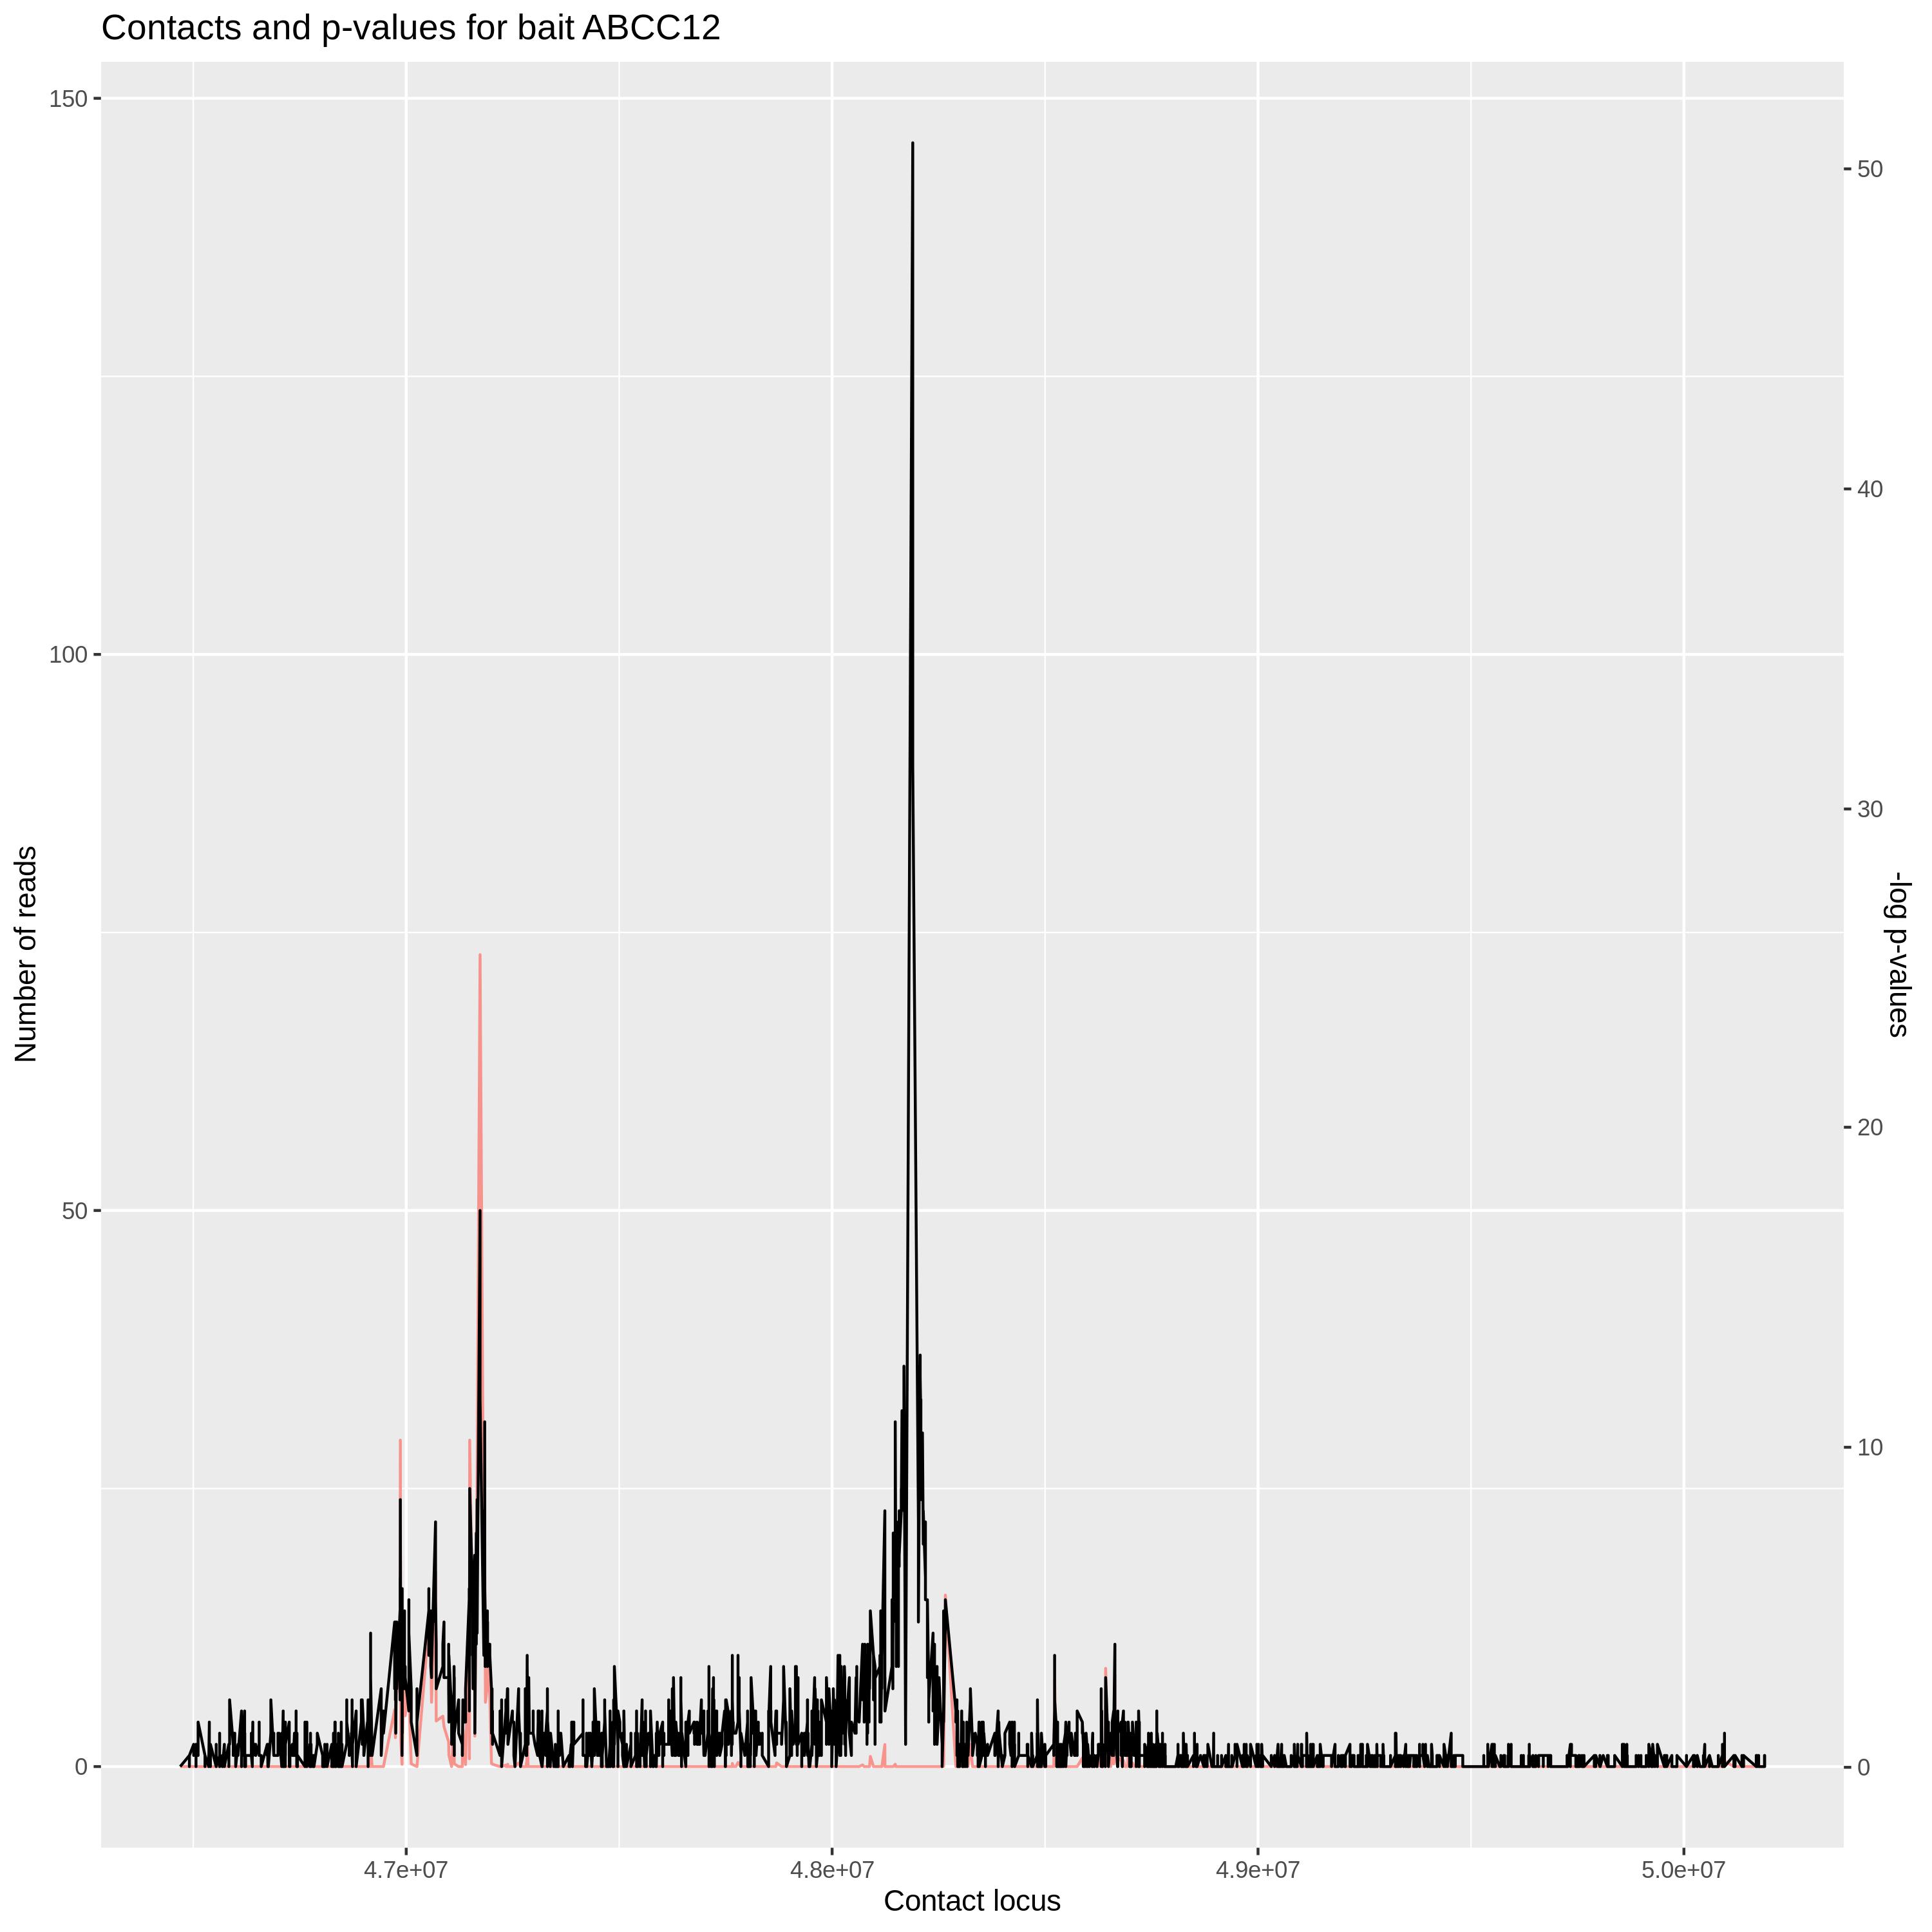 Contacts and p-values for bait ABCC12
150
100
50
0
Number of reads
50
40
30
20
10
0
-log p-values
4.7e+07
4.8e+07
4.9e+07
5.0e+07
Contact locus